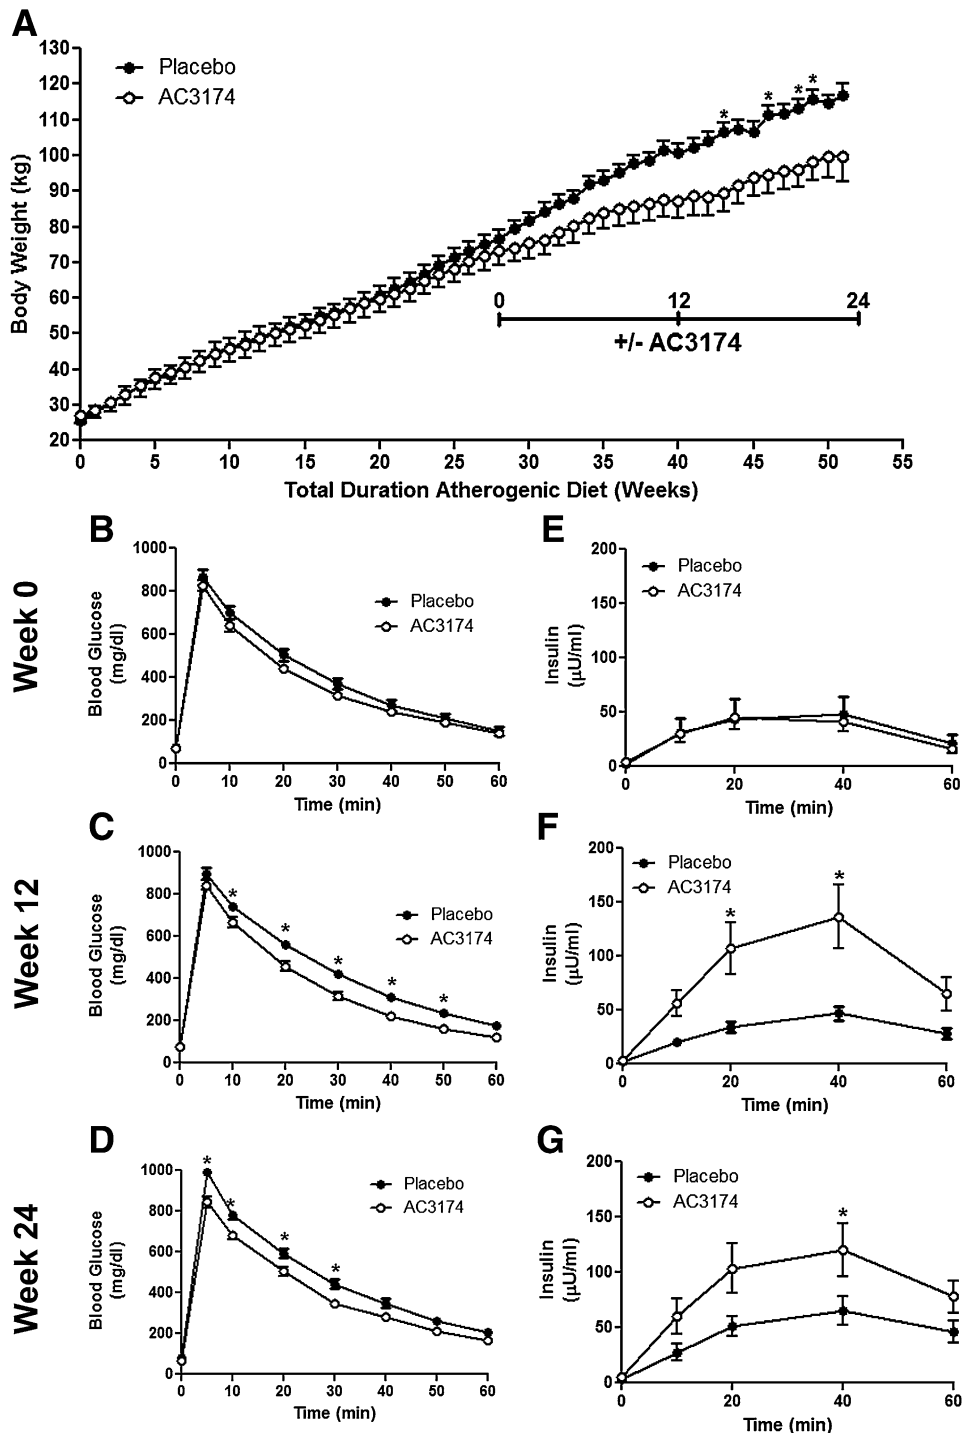 A
130
120
110
100
90
80
70
60
50
40
30
20
Body Weight (kg)
Placebo
AC3174
* * * *
0 12 24
+/- AC3174
0 5 10 15 20 25 30 35 40 45 50 55
Total Duration Atherogenic Diet (Weeks)
Week 0
B
1000
800
600
400
200
0
Blood Glucose
(mg/dl)
Placebo
AC3174
0 10 20 30 40 50 60
Time (min)
E
200
150
100
50
0
Insulin
(μU/ml)
Placebo
AC3174
0 20 40 60
Time (min)
Week 12
C
1000
800
600
400
200
0
Blood Glucose
(mg/dl)
Placebo
AC3174
* * * * *
0 10 20 30 40 50 60
Time (min)
F
200
150
100
50
0
Insulin
(μU/ml)
Placebo
AC3174
* *
0 20 40 60
Time (min)
Week 24
D
1000
800
600
400
200
0
Blood Glucose
(mg/dl)
Placebo
AC3174
* * * *
0 10 20 30 40 50 60
Time (min)
G
200
150
100
50
0
Insulin
(μU/ml)
Placebo
AC3174
*
0 20 40 60
Time (min)